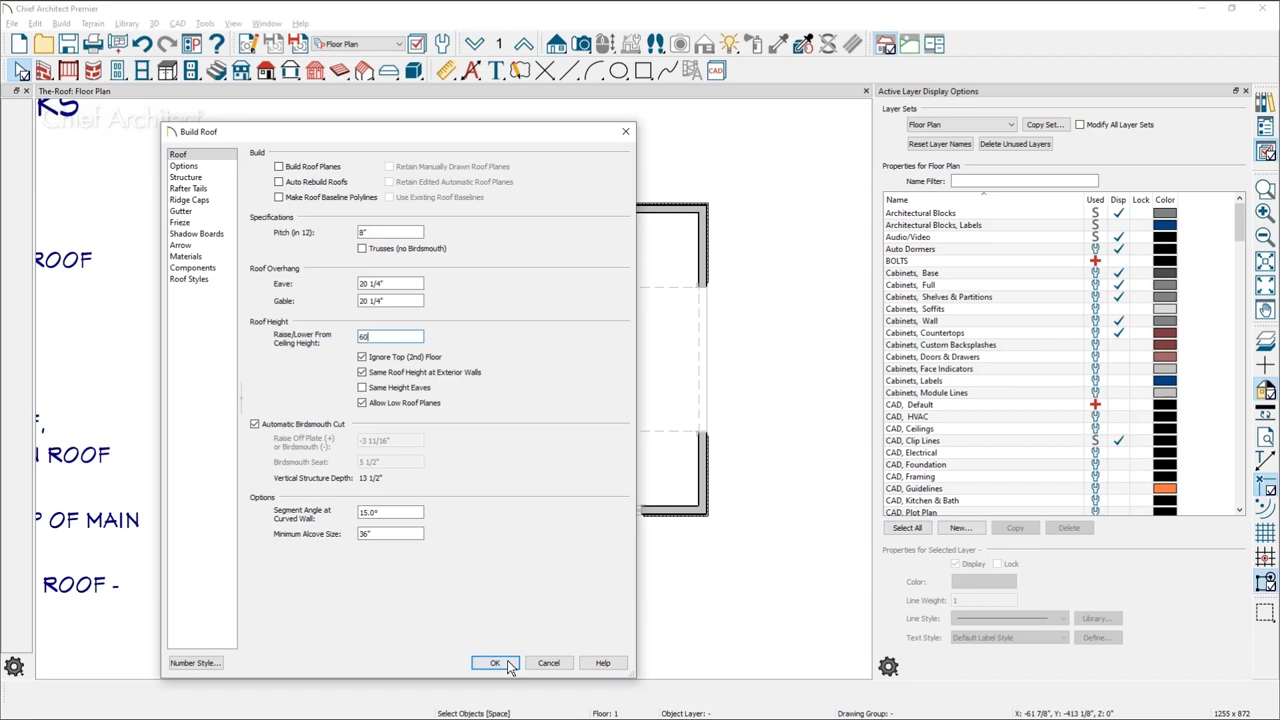 Chief Architect Premier
File Edit Build Terrain Library 3D CAD Tools View Window Help
Floor Plan 1
CAD
The-Roof: Floor Plan
KS
Chief Architect
ROOF
F,
N ROOF
P OF MAIN
ROOF -
Build Roof
Roof
Options
Structure
Rafter Tails
Ridge Caps
Gutter
Frieze
Shadow Boards
Arrow
Materials
Components
Roof Styles
Build
Build Roof Planes Retain Manually Drawn Roof Planes
Auto Rebuild Roofs Retain Edited Automatic Roof Planes
Make Roof Baseline Polylines Use Existing Roof Baselines
Specifications
Pitch (in 12): 8"
Trusses (no Birdsmouth)
Roof Overhang
Eave: 20 1/4"
Gable: 20 1/4"
Roof Height
Raise/Lower From
Ceiling Height: 60
Ignore Top (2nd) Floor
Same Roof Height at Exterior Walls
Same Height Eaves
Allow Low Roof Planes
Automatic Birdsmouth Cut
Raise Off Plate (+)
or Birdsmouth (-): -3 11/16"
Birdsmouth Seat: 5 1/2"
Vertical Structure Depth: 13 1/2"
Options
Segment Angle at
Curved Wall: 15.0°
Minimum Alcove Size: 36"
Number Style... OK Cancel Help
Active Layer Display Options
Layer Sets
Floor Plan Copy Set... Modify All Layer Sets
Reset Layer Names Delete Unused Layers
Properties for Floor Plan
Name Filter:
Name Used Disp Lock Color
Architectural Blocks S
Architectural Blocks, Labels S
Audio/Video S
Auto Dormers
BOLTS
Cabinets, Base
Cabinets, Full
Cabinets, Shelves & Partitions
Cabinets, Soffits
Cabinets, Wall
Cabinets, Countertops
Cabinets, Custom Backsplashes
Cabinets, Doors & Drawers
Cabinets, Face Indicators
Cabinets, Labels
Cabinets, Module Lines
CAD, Default
CAD, HVAC
CAD, Ceilings
CAD, Clip Lines S
CAD, Electrical
CAD, Foundation
CAD, Framing
CAD, Guidelines
CAD, Kitchen & Bath
CAD, Plot Plan
Select All New... Copy Delete
Properties for Selected Layer -
Display Lock
Color:
Line Weight: 1
Line Style: Library...
Text Style: Default Label Style Define...
Select Objects [Space] Floor: 1 Object Layer: - Drawing Group: - X: -61 7/8", Y: -413 1/8", Z: 0" 1255 x 872